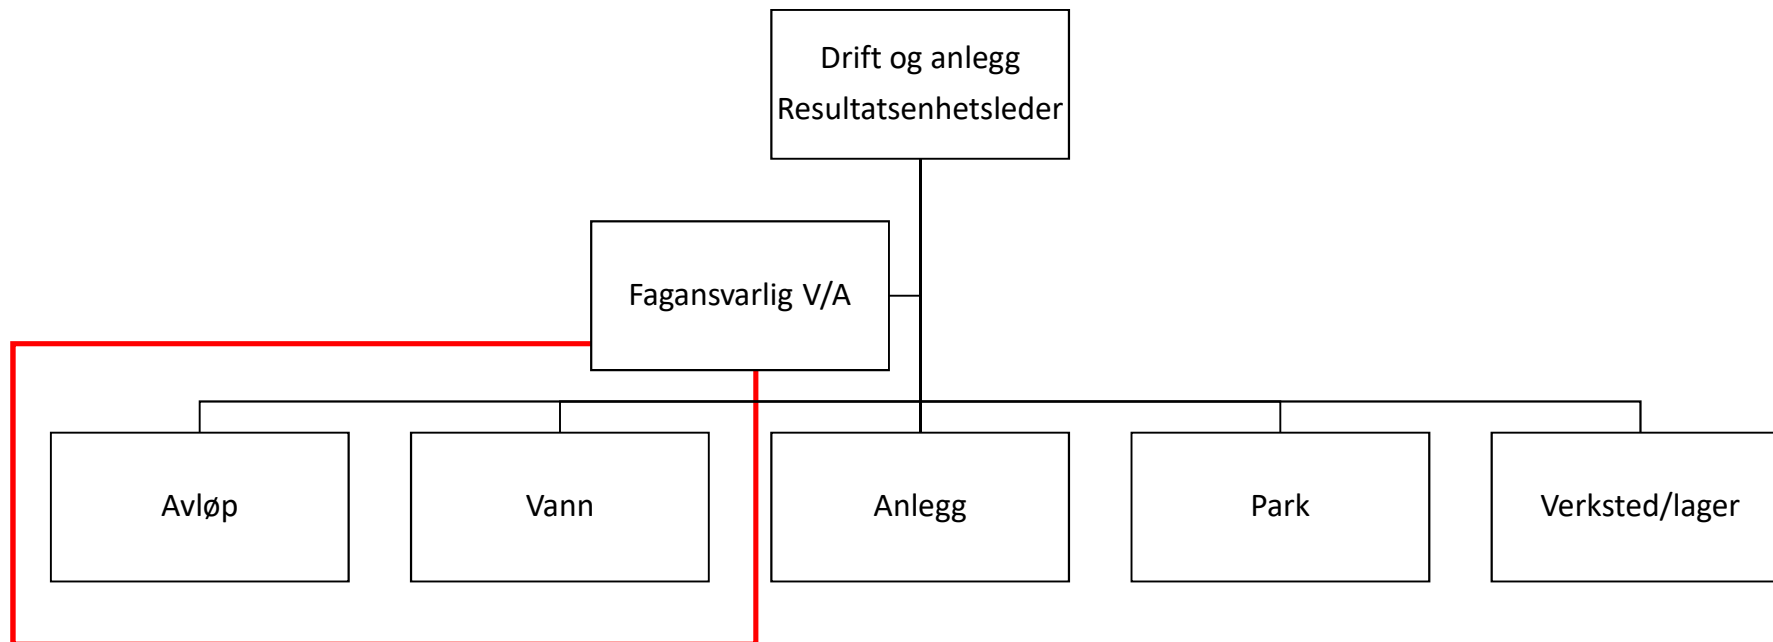 Drift og anlegg
Resultatsenhetsleder
Fagansvarlig V/A
Avløp
Vann
Anlegg
Park
Verksted/lager